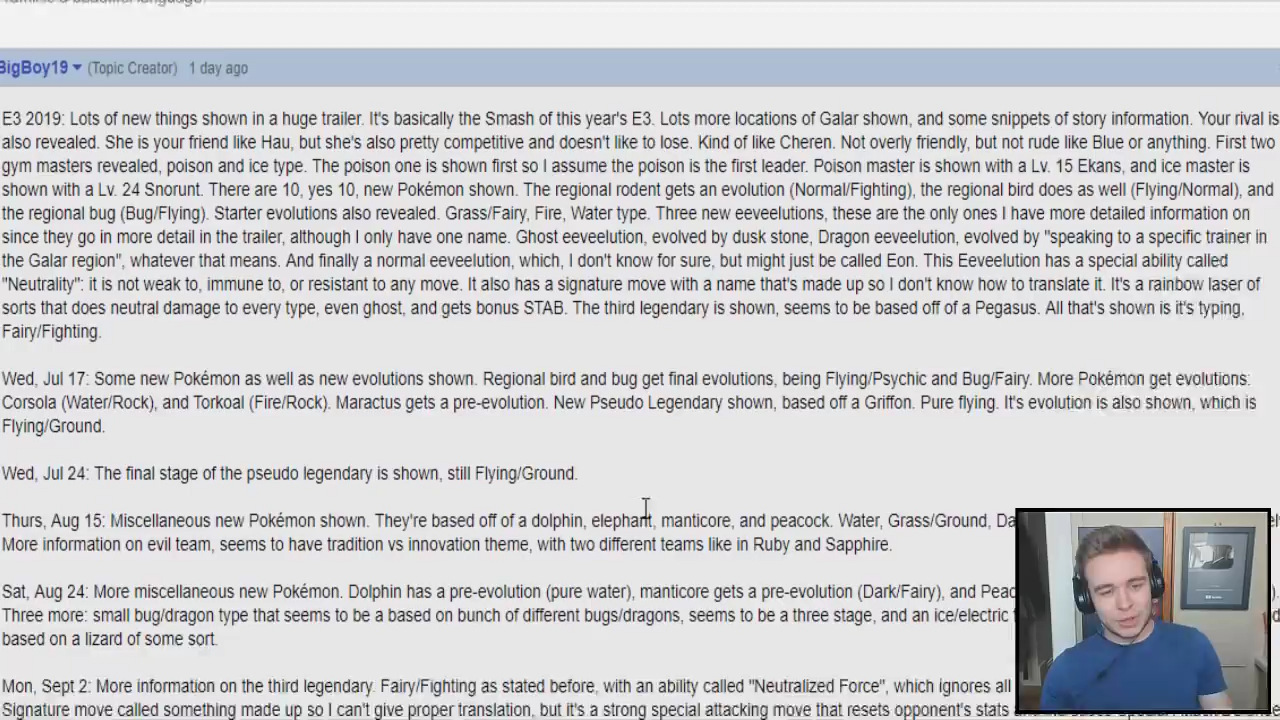 BigBoy19 (Topic Creator) 1 day ago
E3 2019: Lots of new things shown in a huge trailer. It's basically the Smash of this year's E3. Lots more locations of Galar shown, and some snippets of story information. Your rival is
also revealed. She is your friend like Hau, but she's also pretty competitive and doesn't like to lose. Kind of like Cheren. Not overly friendly, but not rude like Blue or anything. First two
gym masters revealed, poison and ice type. The poison one is shown first so I assume the poison is the first leader. Poison master is shown with a Lv. 15 Ekans, and ice master is
shown with a Lv. 24 Snorunt. There are 10, yes 10, new Pokémon shown. The regional rodent gets an evolution (Normal/Fighting), the regional bird does as well (Flying/Normal), and
the regional bug (Bug/Flying). Starter evolutions also revealed. Grass/Fairy, Fire, Water type. Three new eeveelutions, these are the only ones I have more detailed information on
since they go in more detail in the trailer, although I only have one name. Ghost eeveelution, evolved by dusk stone, Dragon eeveelution, evolved by "speaking to a specific trainer in
the Galar region", whatever that means. And finally a normal eeveelution, which, I don't know for sure, but might just be called Eon. This Eeveelution has a special ability called
"Neutrality": it is not weak to, immune to, or resistant to any move. It also has a signature move with a name that's made up so I don't know how to translate it. It's a rainbow laser of
sorts that does neutral damage to every type, even ghost, and gets bonus STAB. The third legendary is shown, seems to be based off of a Pegasus. All that's shown is it's typing,
Fairy/Fighting.
Wed, Jul 17: Some new Pokémon as well as new evolutions shown. Regional bird and bug get final evolutions, being Flying/Psychic and Bug/Fairy. More Pokémon get evolutions:
Corsola (Water/Rock), and Torkoal (Fire/Rock). Maractus gets a pre-evolution. New Pseudo Legendary shown, based off a Griffon. Pure flying. It's evolution is also shown, which is
Flying/Ground.
Wed, Jul 24: The final stage of the pseudo legendary is shown, still Flying/Ground.
Thurs, Aug 15: Miscellaneous new Pokémon shown. They're based off of a dolphin, elephant, manticore, and peacock. Water, Grass/Ground,
More information on evil team, seems to have tradition vs innovation theme, with two different teams like in Ruby and Sapphire.
Sat, Aug 24: More miscellaneous new Pokémon. Dolphin has a pre-evolution (pure water), manticore gets a pre-evolution (Dark/Fairy), and
Three more: small bug/dragon type that seems to be a based on bunch of different bugs/dragons, seems to be a three stage, and an ice/electric
based on a lizard of some sort.
Mon, Sept 2: More information on the third legendary. Fairy/Fighting as stated before, with an ability called "Neutralized Force", which ignores all
Signature move called something made up so I can't give proper translation, but it's a strong special attacking move that resets opponent's stats